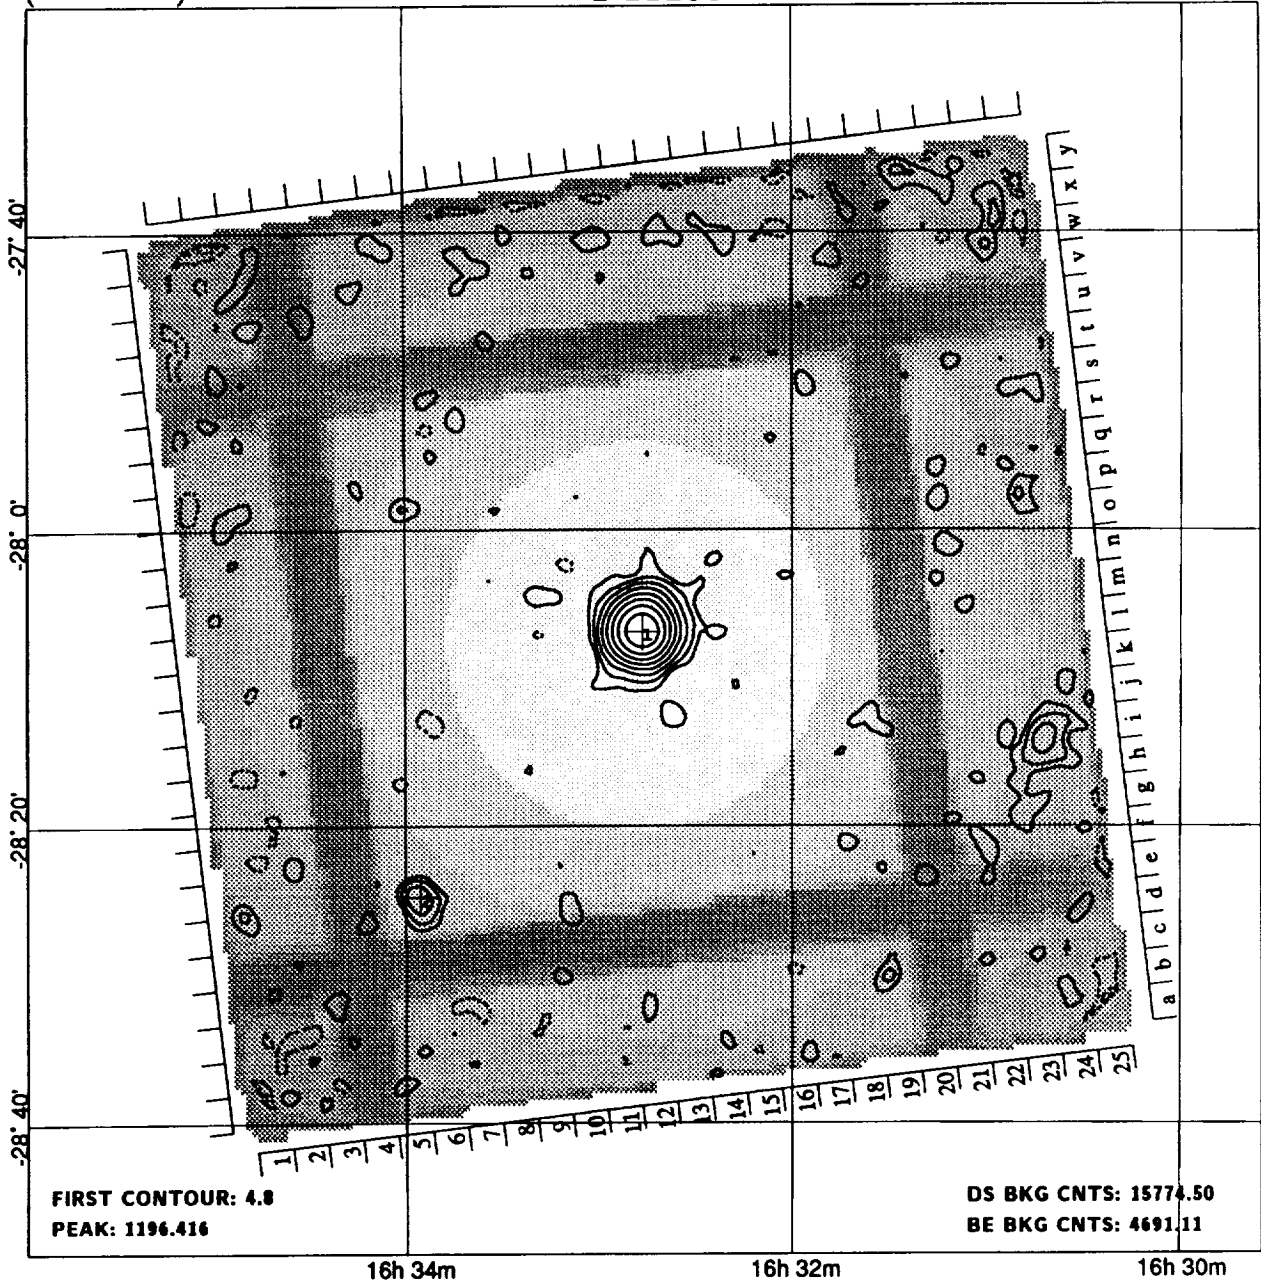 y
x
w
v
u
t
s
r
q
p
o
n
m
l
k
j
i
h
g
f
e
d
c
b
a
-27° 40'
-28° 0'
-28° 20'
-28° 40'
1 2 3 4 5 6 7 8 9 10 11 12 13 14 15 16 17 18 19 20 21 22 23 24 25
FIRST CONTOUR: 4.8
PEAK: 1196.416
DS BKG CNTS: 15774.50
BE BKG CNTS: 4691.11
16h 34m
16h 32m
16h 30m